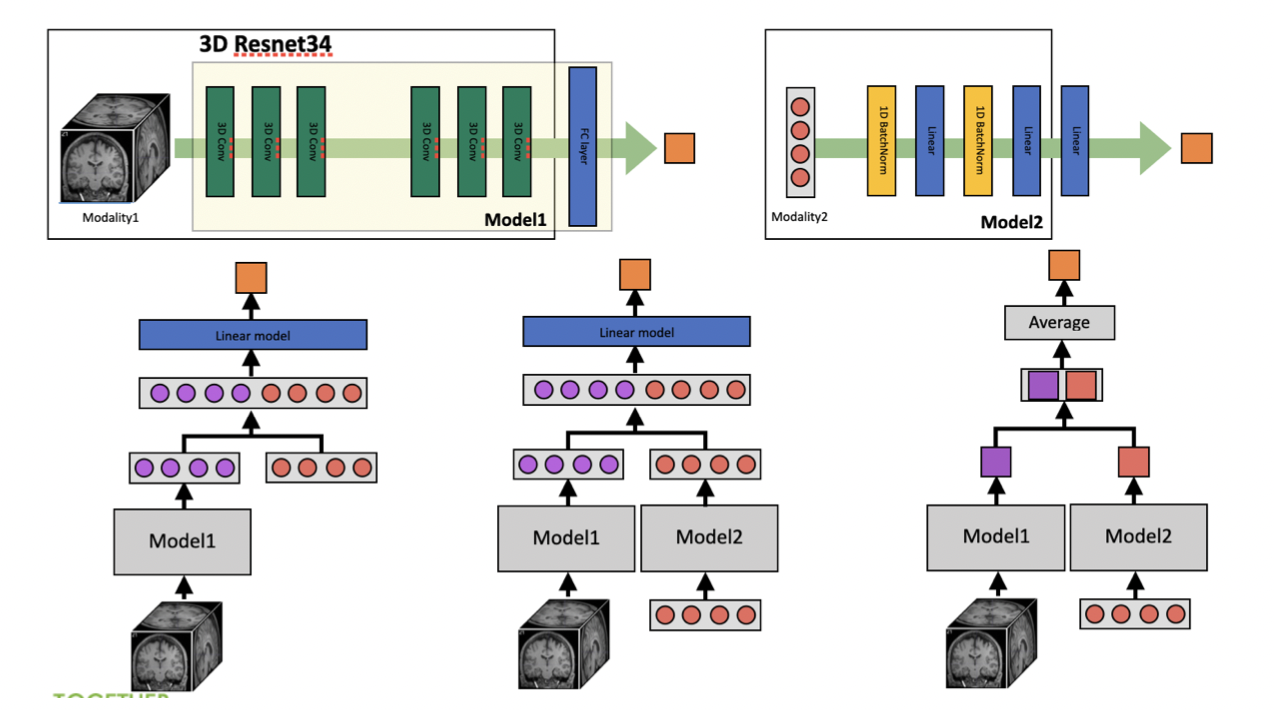 3D Resnet34
3D Conv
3D Conv
3D Conv
3D Conv
3D Conv
3D Conv
FC layer
Modality1
Model1
1D BatchNorm
Linear
1D BatchNorm
Linear
Linear
Modality2
Model2
Linear model
Model1
Linear model
Model1
Model2
Average
Model1
Model2
TOGETHER